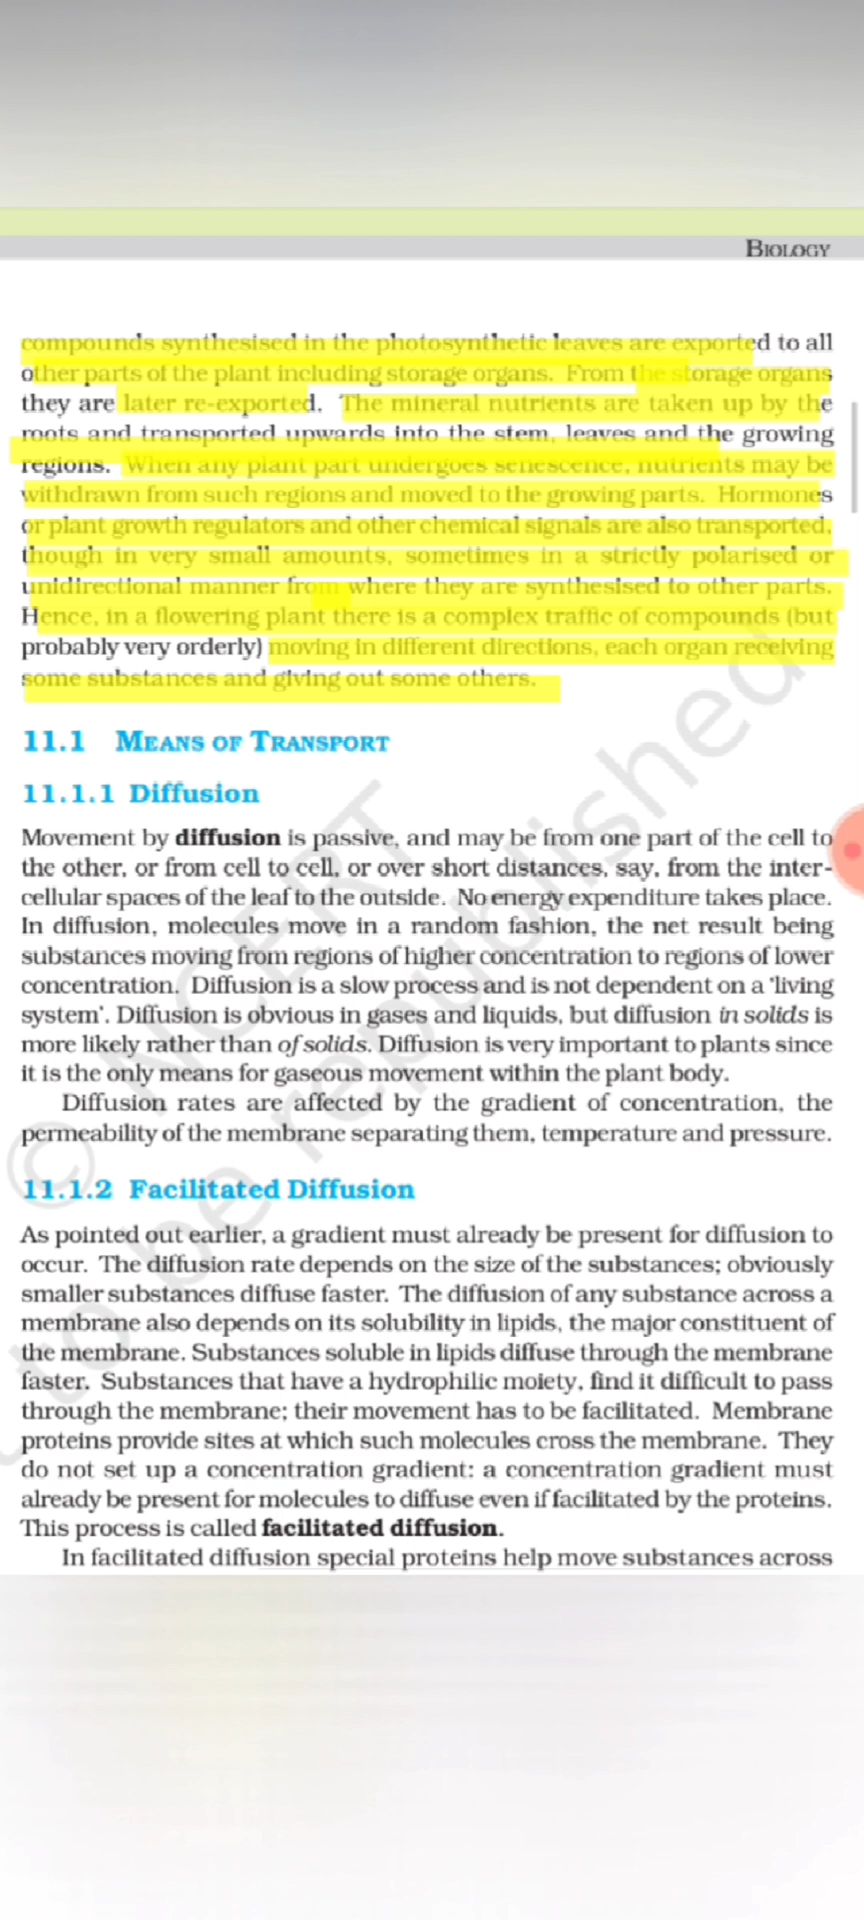 BIOLOGY
compounds synthesised in the photosynthetic leaves are exported to all
other parts of the plant including storage organs. From the storage organs
they are later re-exported. The mineral nutrients are taken up by the
roots and transported upwards into the stem, leaves and the growing
regions. When any plant part undergoes senescence, nutrients may be
withdrawn from such regions and moved to the growing parts. Hormones
or plant growth regulators and other chemical signals are also transported,
though in very small amounts, sometimes in a strictly polarised or
unidirectional manner from where they are synthesised to other parts.
Hence, in a flowering plant there is a complex traffic of compounds (but
probably very orderly) moving in different directions, each organ receiving
some substances and giving out some others.
11.1 MEANS OF TRANSPORT
11.1.1 Diffusion
Movement by diffusion is passive, and may be from one part of the cell to
the other, or from cell to cell, or over short distances, say, from the inter-
cellular spaces of the leaf to the outside. No energy expenditure takes place.
In diffusion, molecules move in a random fashion, the net result being
substances moving from regions of higher concentration to regions of lower
concentration. Diffusion is a slow process and is not dependent on a 'living
system'. Diffusion is obvious in gases and liquids, but diffusion in solids is
more likely rather than of solids. Diffusion is very important to plants since
it is the only means for gaseous movement within the plant body.
Diffusion rates are affected by the gradient of concentration, the
permeability of the membrane separating them, temperature and pressure.
11.1.2 Facilitated Diffusion
As pointed out earlier, a gradient must already be present for diffusion to
occur. The diffusion rate depends on the size of the substances; obviously
smaller substances diffuse faster. The diffusion of any substance across a
membrane also depends on its solubility in lipids, the major constituent of
the membrane. Substances soluble in lipids diffuse through the membrane
faster. Substances that have a hydrophilic moiety, find it difficult to pass
through the membrane; their movement has to be facilitated. Membrane
proteins provide sites at which such molecules cross the membrane. They
do not set up a concentration gradient: a concentration gradient must
already be present for molecules to diffuse even if facilitated by the proteins.
This process is called facilitated diffusion.
In facilitated diffusion special proteins help move substances across
© NCERT
to be republished